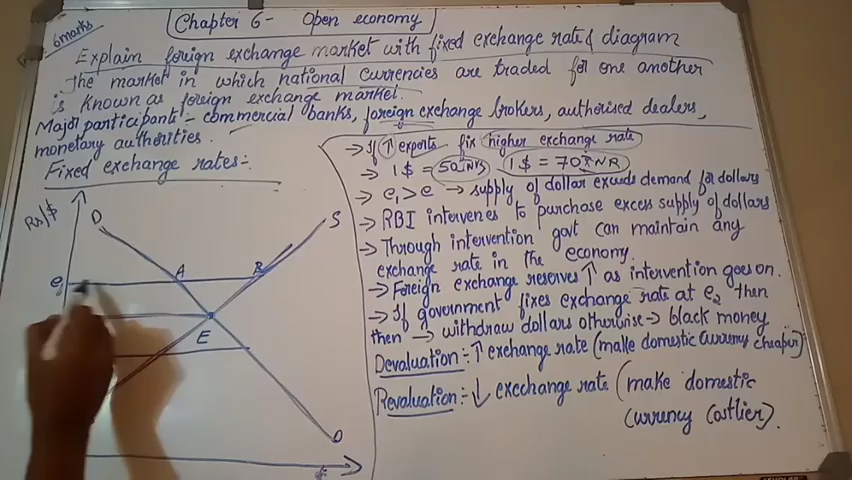 6marks
Chapter 6- Open economy
Explain foreign exchange market with fixed exchange rate & diagram
The market in which national currencies are traded for one another
is known as foreign exchange market.
Major participant:- commercial banks, foreign exchange brokers, authorised dealers,
monetary authorities.
Fixed exchange rates:-
Rs/$
D
S
e1
A
B
E
D
→ If ↑ exports fix higher exchange rate
→ 1$ = 50INR 1$ = 70INR
→ e1 > e → supply of dollar exceeds demand for dollars
→ RBI intervenes to purchase excess supply of dollars
→ Through intervention govt can maintain any
exchange rate in the economy.
→ Foreign exchange reserves ↑ as intervention goes on.
→ If government fixes exchange rate at e2 then
then → withdraw dollars otherwise → black money
Devaluation:- ↑ exchange rate (make domestic currency cheaper)
Revaluation:- ↓ exechange rate (make domestic
currency costlier).